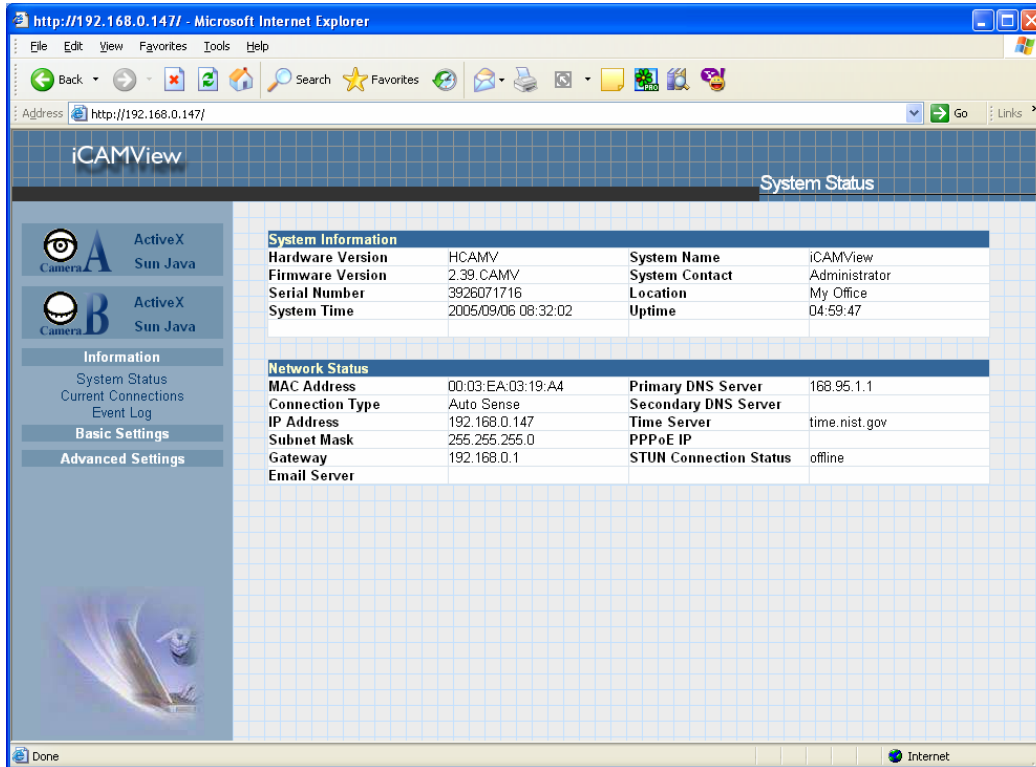 http://192.168.0.147/ - Microsoft Internet Explorer
File Edit View Favorites Tools Help
Back Search Favorites PRO
Address http://192.168.0.147/ Go Links
iCAMView
System Status
Camera A ActiveX
Sun Java
Camera B ActiveX
Sun Java
Information
System Status
Current Connections
Event Log
Basic Settings
Advanced Settings
System Information
Hardware Version HCAMV System Name iCAMView
Firmware Version 2.39.CAMV System Contact Administrator
Serial Number 3926071716 Location My Office
System Time 2005/09/06 08:32:02 Uptime 04:59:47
Network Status
MAC Address 00:03:EA:03:19:A4 Primary DNS Server 168.95.1.1
Connection Type Auto Sense Secondary DNS Server
IP Address 192.168.0.147 Time Server time.nist.gov
Subnet Mask 255.255.255.0 PPPoE IP
Gateway 192.168.0.1 STUN Connection Status offline
Email Server
Done Internet